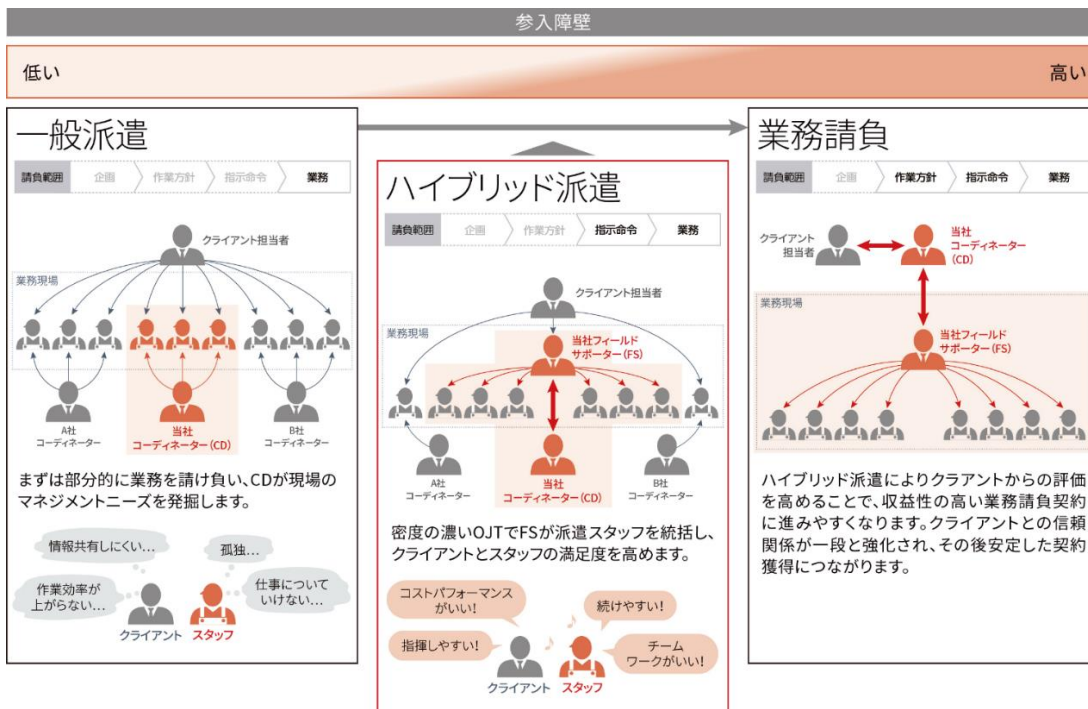 参入障壁
低い
高い
一般派遣
請負範囲
企画
作業方針
指示命令
業務
クライアント担当者
業務現場
A社
コーディネーター
当社
コーディネーター(CD)
B社
コーディネーター
まずは部分的に業務を請け負い、CDが現場の
マネジメントニーズを発掘します。
情報共有しにくい…
孤独…
作業効率が
上がらない…
仕事について
いけない…
クライアント
スタッフ
ハイブリッド派遣
請負範囲
企画
作業方針
指示命令
業務
クライアント担当者
業務現場
当社フィールド
サポーター(FS)
A社
コーディネーター
当社
コーディネーター(CD)
B社
コーディネーター
密度の濃いOJTでFSが派遣スタッフを統括し、
クライアントとスタッフの満足度を高めます。
コストパフォーマンス
がいい!
続けやすい!
指揮しやすい!
チーム
ワークがいい!
クライアント
スタッフ
業務請負
請負範囲
企画
作業方針
指示命令
業務
クライアント
担当者
当社
コーディネーター
(CD)
業務現場
当社フィールド
サポーター(FS)
ハイブリッド派遣によりクラアントからの評価
を高めることで、収益性の高い業務請負契約
に進みやすくなります。クライアントとの信頼
関係が一段と強化され、その後安定した契約
獲得につながります。